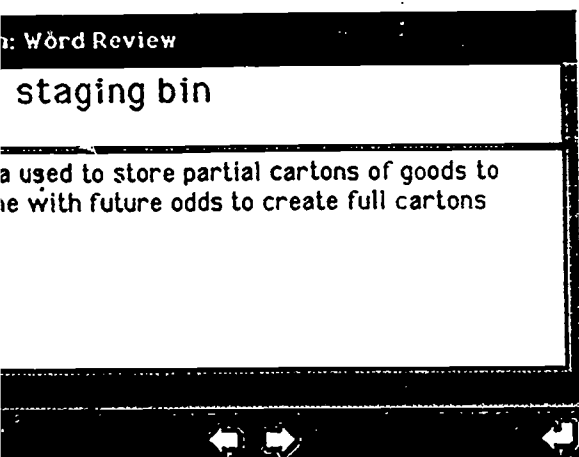 : Word Review
staging bin
a used to store partial cartons of goods to
e with future odds to create full cartons